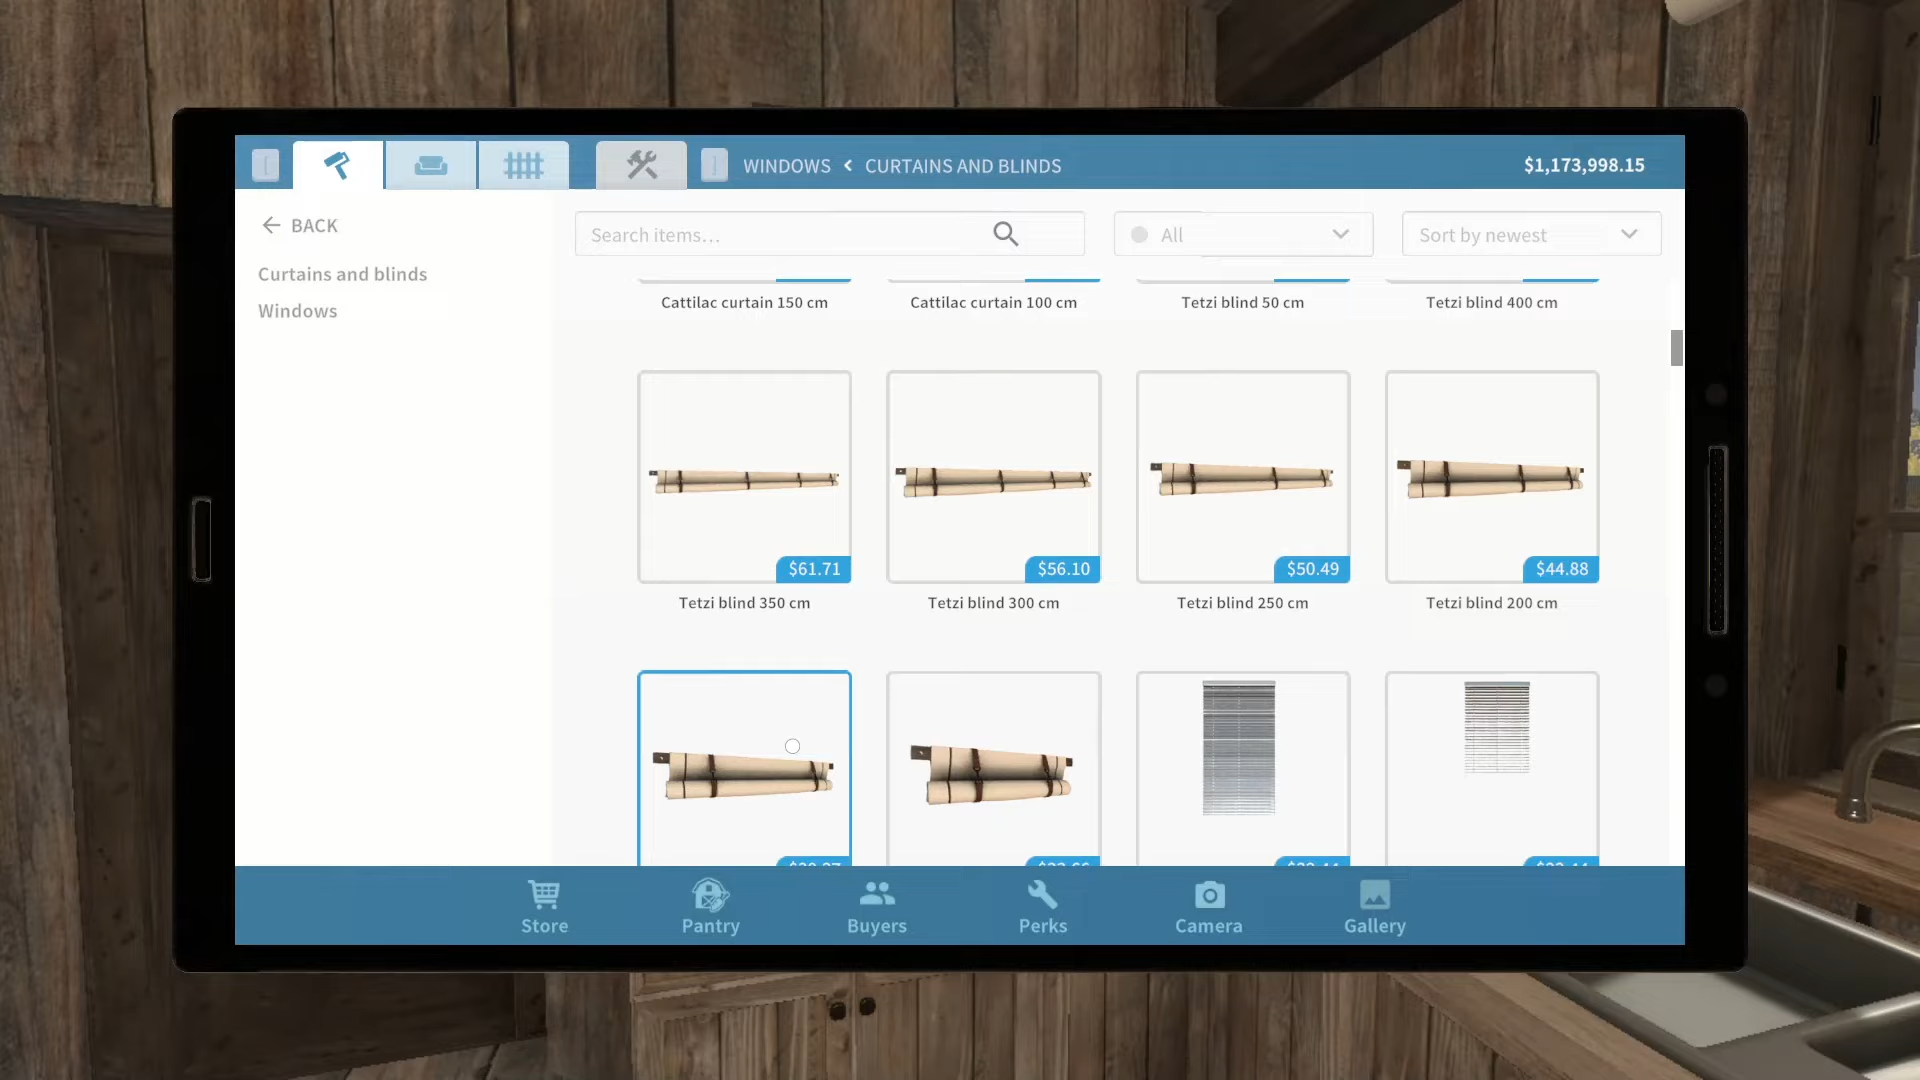 WINDOWS < CURTAINS AND BLINDS
$1,173,998.15
BACK
Search items...
All
Sort by newest
Curtains and blinds
Windows
Cattilac curtain 150 cm
Cattilac curtain 100 cm
Tetzi blind 50 cm
Tetzi blind 400 cm
$61.71
$56.10
$50.49
$44.88
Tetzi blind 350 cm
Tetzi blind 300 cm
Tetzi blind 250 cm
Tetzi blind 200 cm
Store
Pantry
Buyers
Perks
Camera
Gallery